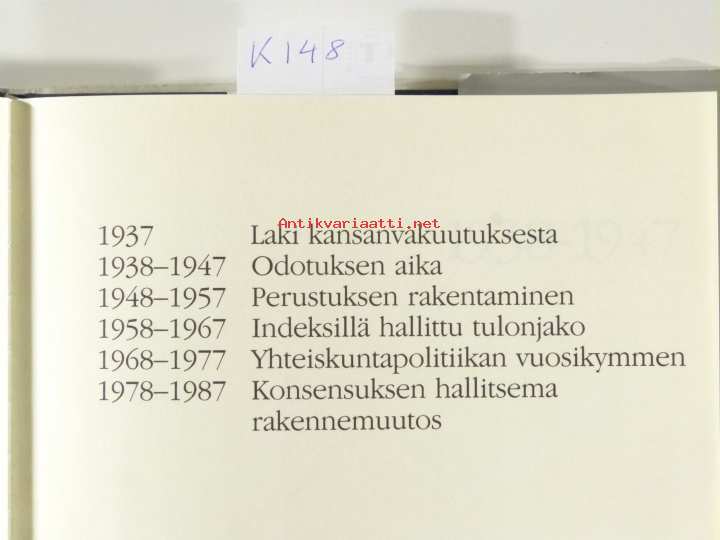 K148
Antikvariaatti.net
1937 Laki kansanvakuutuksesta
1938–1947 Odotuksen aika
1948–1957 Perustuksen rakentaminen
1958–1967 Indeksillä hallittu tulonjako
1968–1977 Yhteiskuntapolitiikan vuosikymmen
1978–1987 Konsensuksen hallitsema
rakennemuutos